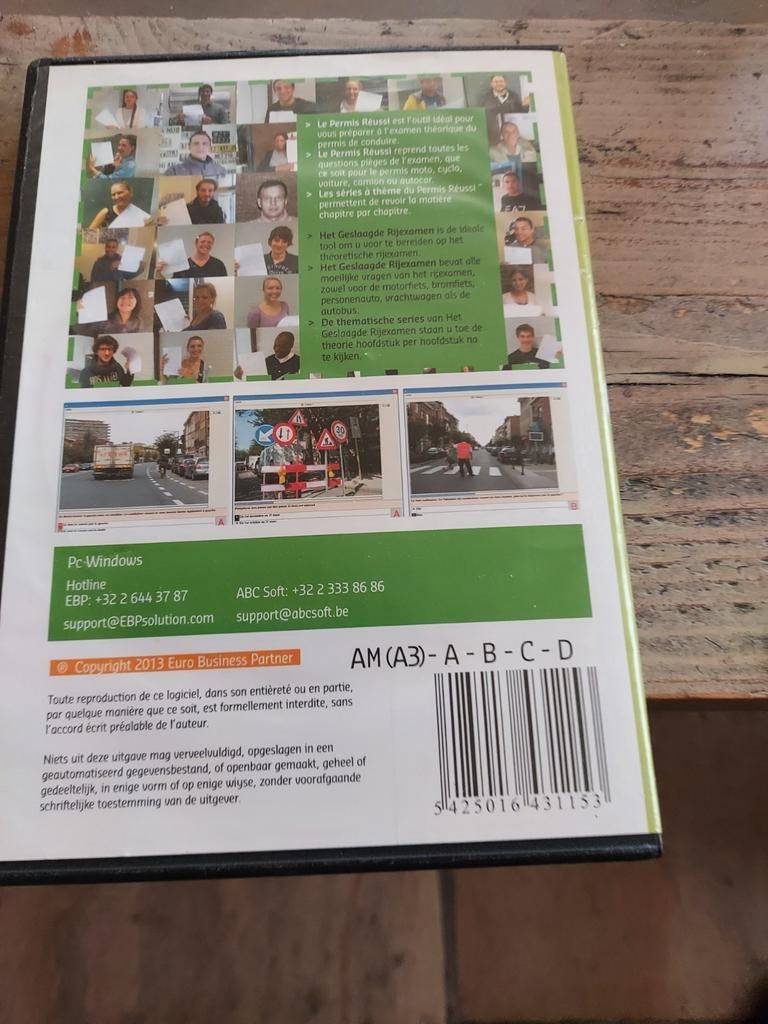 > Le Permis Réussi est l'outil idéal pour
vous préparer à l'examen théorique du
permis de conduire.
> Le Permis Réussi reprend toutes les
questions pièges de l'examen, que
ce soit pour le permis moto, cyclo,
voiture, camion ou autocar.
> Les séries à thème du Permis Réussi
permettent de revoir la matière
chapitre par chapitre.
> Het Geslaagde Rijexamen is de ideale
tool om u voor te bereiden op het
theoretische rijexamen.
> Het Geslaagde Rijexamen bevat alle
moeilijke vragen van het rijexamen,
zowel voor de motorfiets, bromfiets,
personenauto, vrachtwagen als de
autobus.
> De thematische series van Het
Geslaagde Rijexamen staan u toe de
theorie hoofdstuk per hoofdstuk na
te kijken.
30
A
A
B
Pc Windows
Hotline
EBP: +32 2 644 37 87
ABC Soft: +32 2 333 86 86
support@EBPsolution.com
support@abcsoft.be
® Copyright 2013 Euro Business Partner
AM (A3) - A - B - C - D
Toute reproduction de ce logiciel, dans son entièreté ou en partie,
par quelque manière que ce soit, est formellement interdite, sans
l'accord écrit préalable de l'auteur.
Niets uit deze uitgave mag verveelvuldigd, opgeslagen in een
geautomatiseerd gegevensbestand, of openbaar gemaakt, geheel of
gedeeltelijk, in enige vorm of op enige wiyse, zonder voorafgaande
schriftelijke toestemming van de uitgever.
5 425016 431153